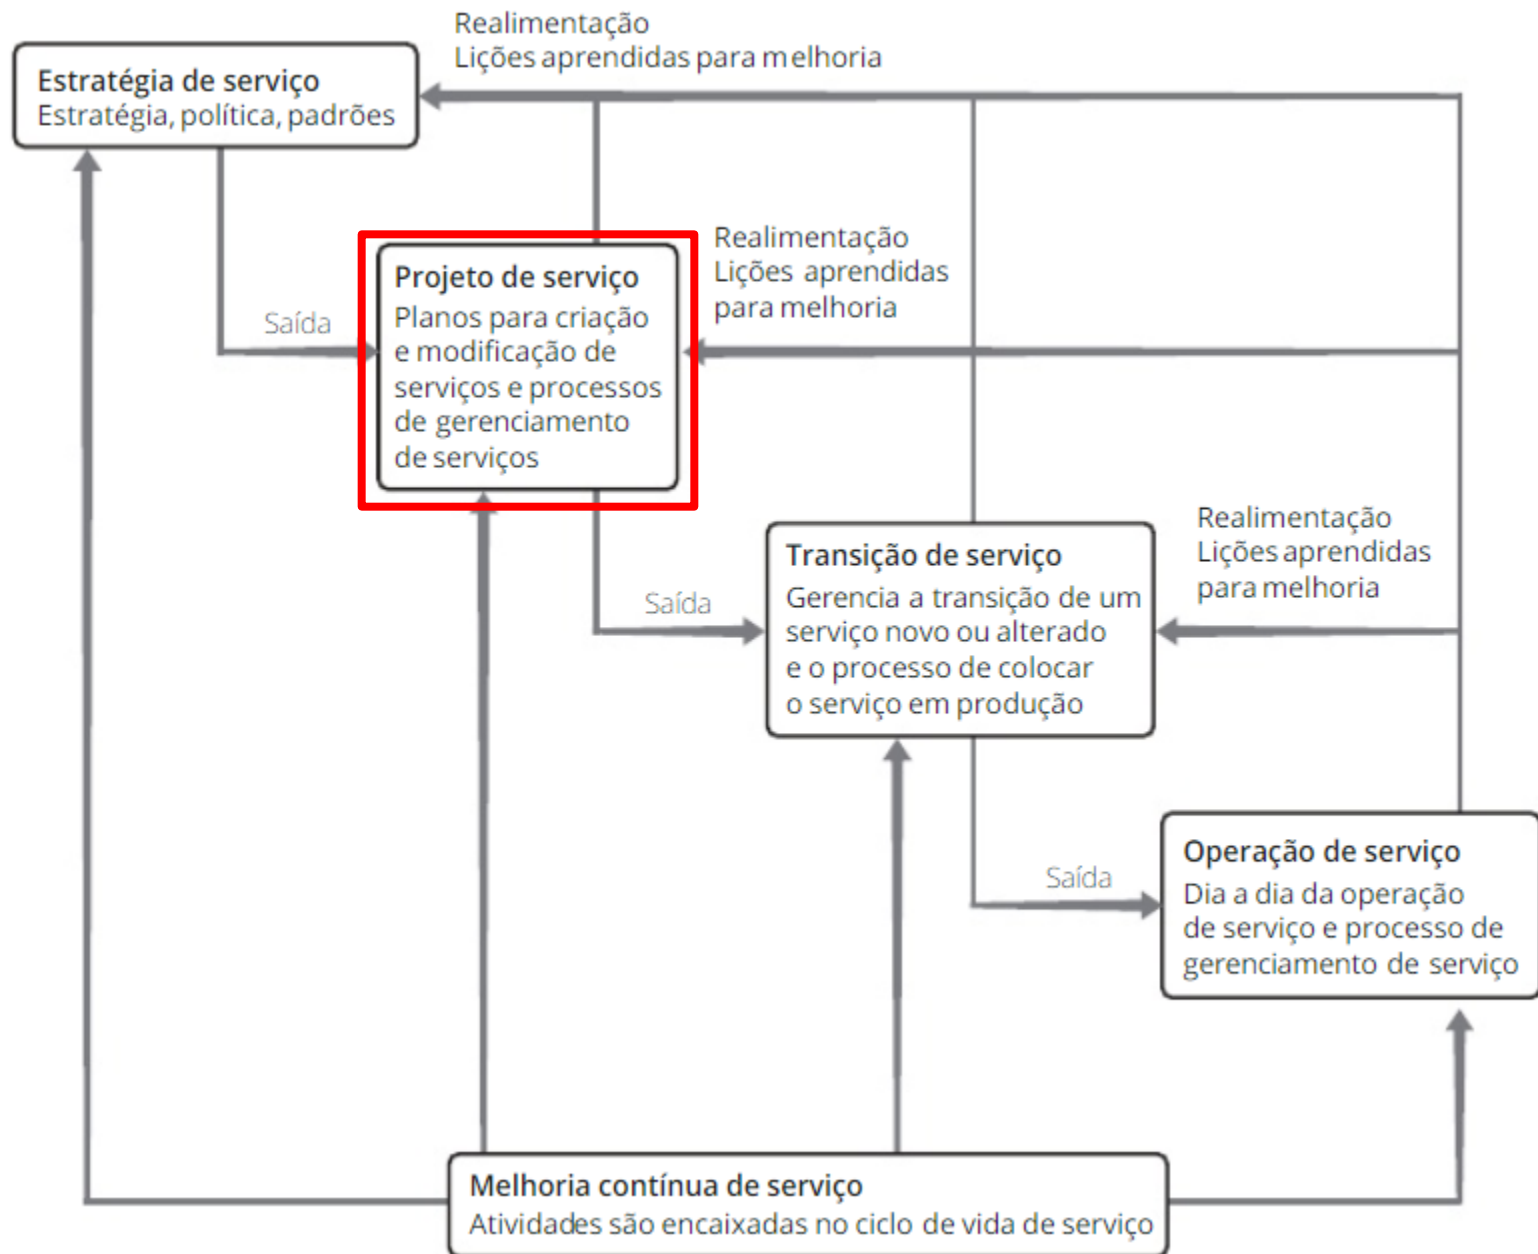 Realimentação
Lições aprendidas para melhoria
Estratégia de serviço
Estratégia, política, padrões
Realimentação
Lições aprendidas
para melhoria
Projeto de serviço
Planos para criação
e modificação de
serviços e processos
de gerenciamento
de serviços
Saída
Realimentação
Lições aprendidas
para melhoria
Transição de serviço
Gerencia a transição de um
serviço novo ou alterado
e o processo de colocar
o serviço em produção
Saída
Operação de serviço
Dia a dia da operação
de serviço e processo de
gerenciamento de serviço
Saída
Melhoria contínua de serviço
Atividades são encaixadas no ciclo de vida de serviço